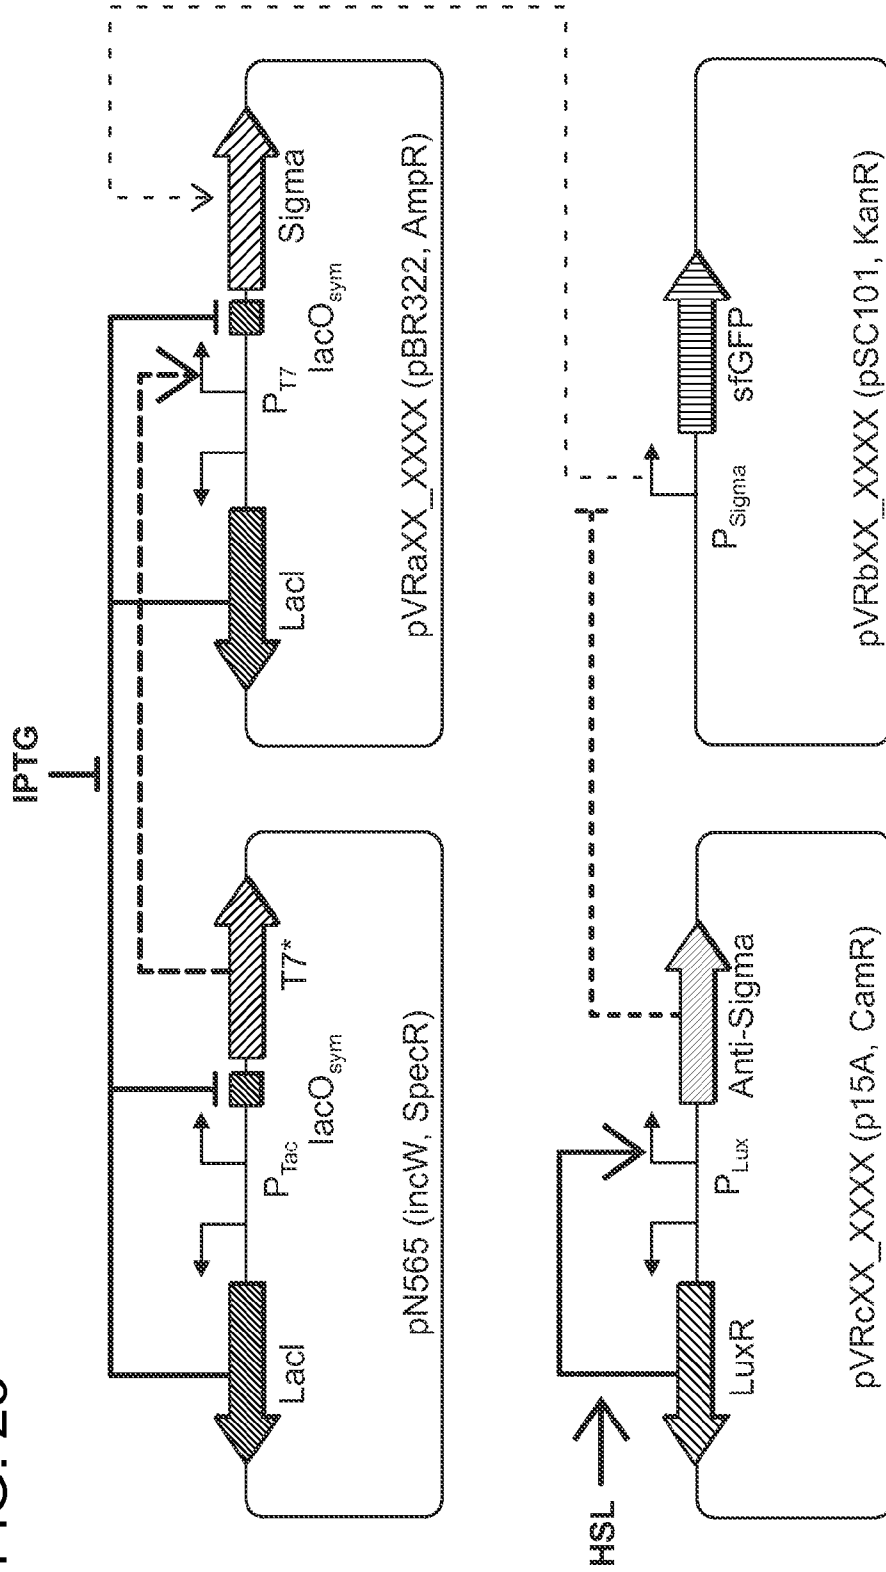 FIG.
IPTG
LacI
P_Tac
lacO_sym
T7*
pN565 (incW, SpecR)
LacI
P_T7
lacO_sym
Sigma
pVRaXX_XXXX (pBR322, AmpR)
HSL
LuxR
P_Lux
Anti-Sigma
pVRcXX_XXXX (p15A, CamR)
P_Sigma
sfGFP
pVRbXX_XXXX (pSC101, KanR)